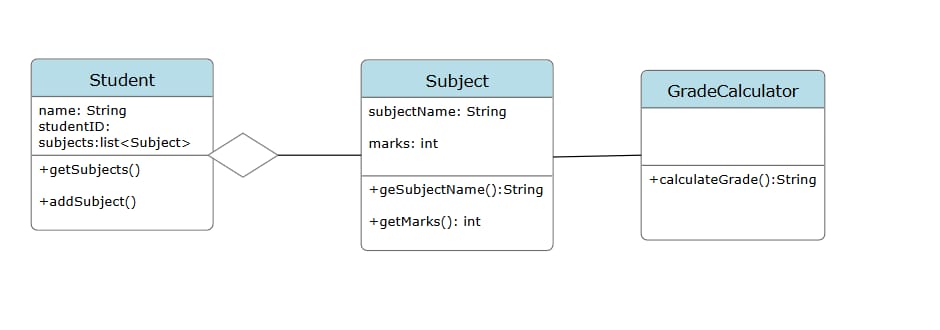 Student
name: String
studentID:
subjects:list<Subject>
+getSubjects()
+addSubject()
Subject
subjectName: String
marks: int
+geSubjectName():String
+getMarks(): int
GradeCalculator
+calculateGrade():String